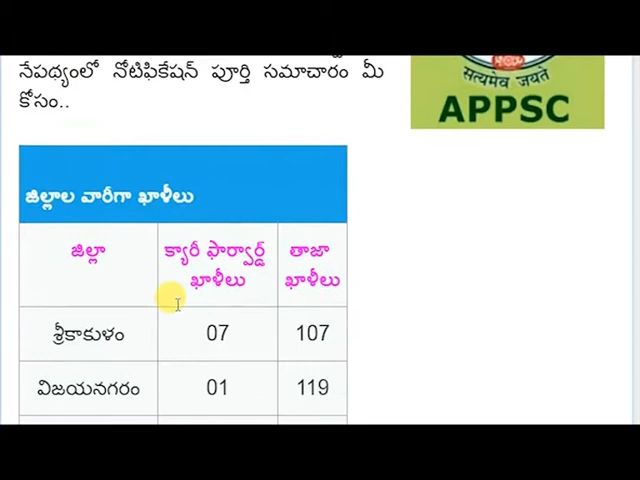 నేపథ్యంలో నోటిఫికేషన్ పూర్తి సమాచారం మీ
కోసం..
सत्यमेव जयते
APPSC
జిల్లాల వారీగా ఖాళీలు
జిల్లా క్యారీ ఫార్వార్డ్ తాజా
ఖాళీలు ఖాళీలు
శ్రీకాకుళం 07 107
విజయనగరం 01 119